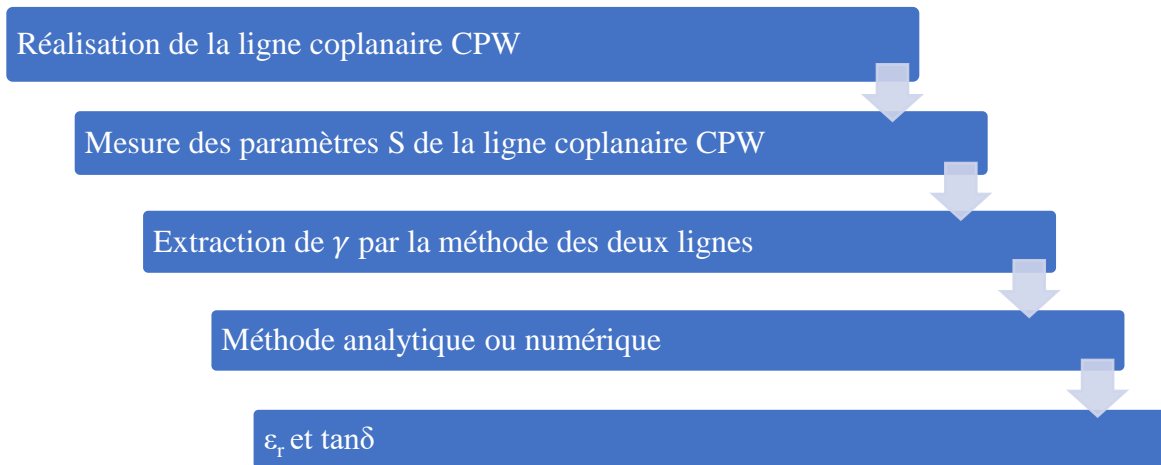 Réalisation de la ligne coplanaire CPW
Mesure des paramètres S de la ligne coplanaire CPW
Extraction de γ par la méthode des deux lignes
Méthode analytique ou numérique
εr et tanδ